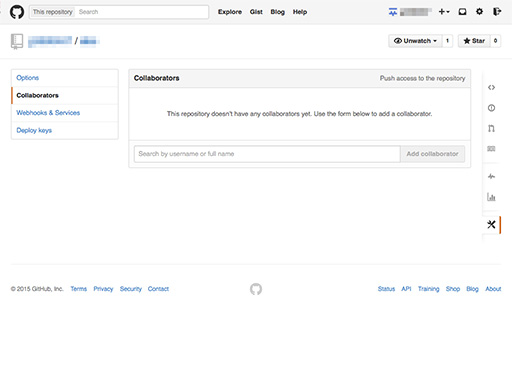 This repository Search Explore Gist Blog Help
/ Unwatch 1 Star 0
Options
Collaborators
Webhooks & Services
Deploy keys
Collaborators Push access to the repository
This repository doesn't have any collaborators yet. Use the form below to add a collaborator.
Search by username or full name Add collaborator
© 2015 GitHub, Inc. Terms Privacy Security Contact Status API Training Shop Blog About